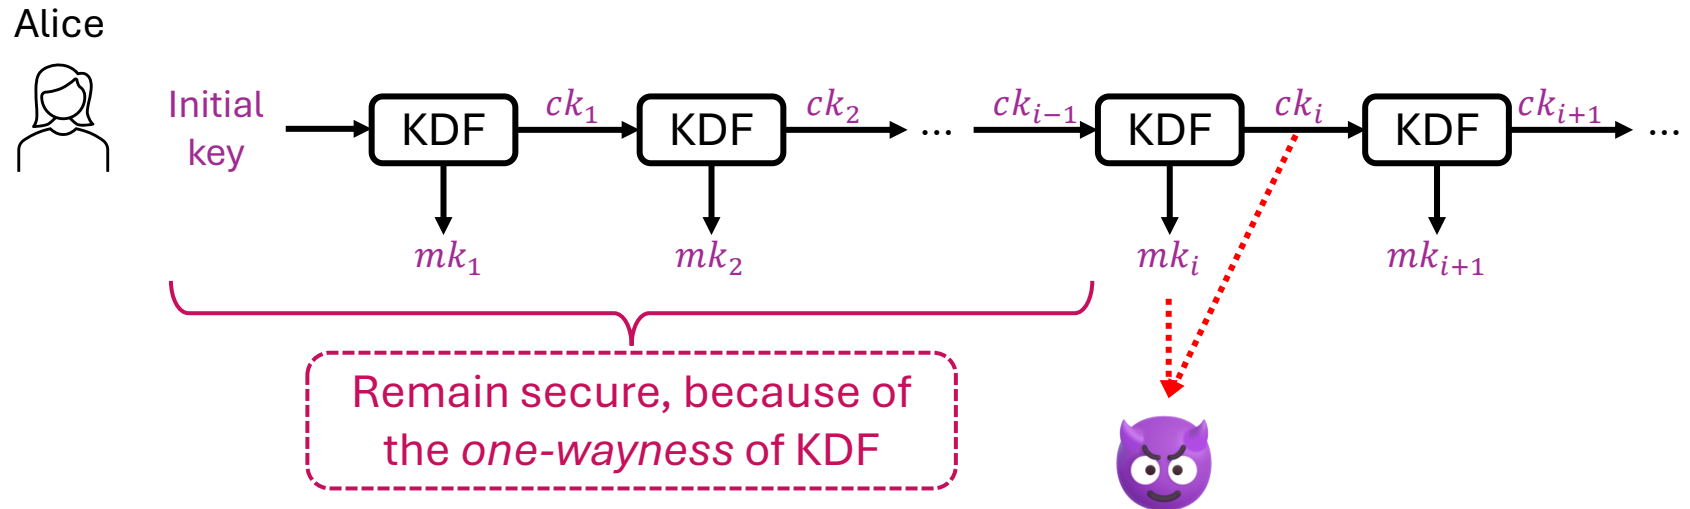 Alice
Initial key
KDF
ck₁
KDF
ck₂
...
ckᵢ₋₁
KDF
ckᵢ
KDF
ckᵢ₊₁
...
mk₁
mk₂
mkᵢ
mkᵢ₊₁
Remain secure, because of
the one-wayness of KDF